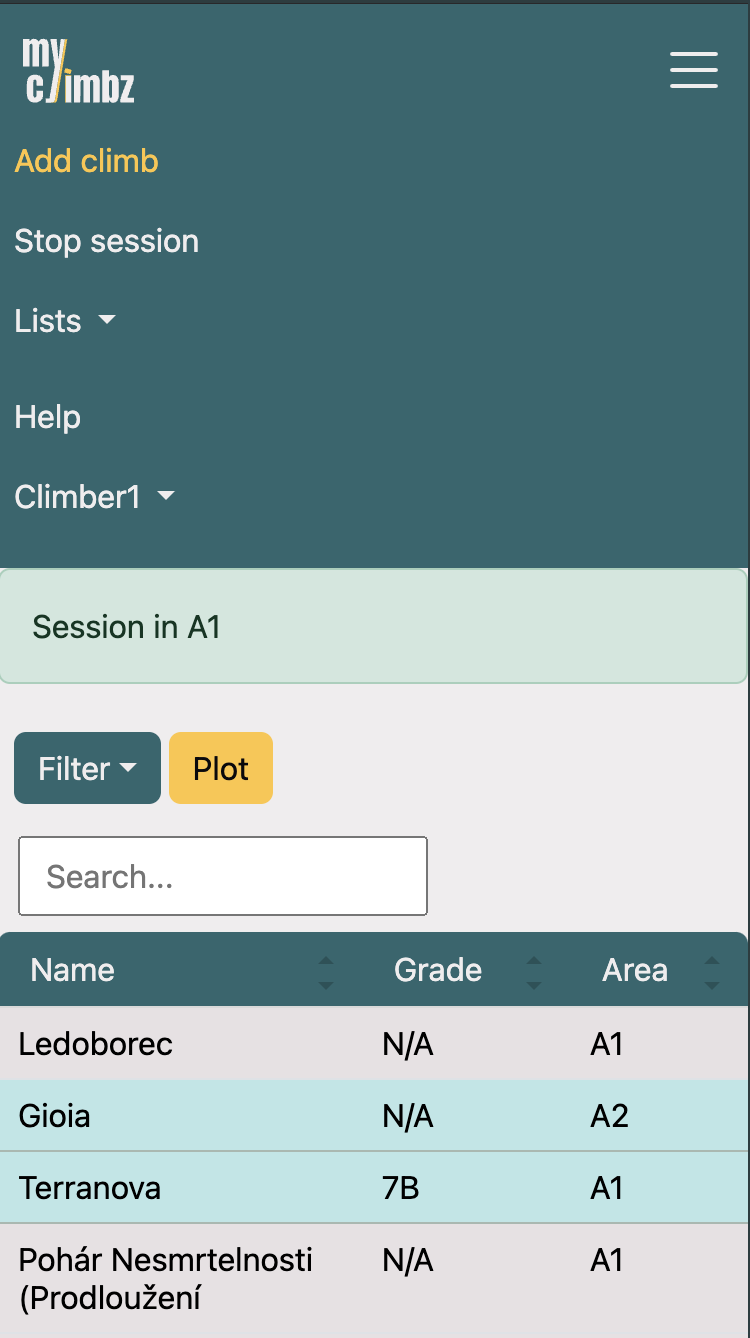 my
climbz
Add climb
Stop session
Lists
Help
Climber1
Session in A1
Filter Plot
Search...
Name Grade Area
Ledoborec N/A A1
Gioia N/A A2
Terranova 7B A1
Pohár Nesmrtelnosti N/A A1
(Prodloužení